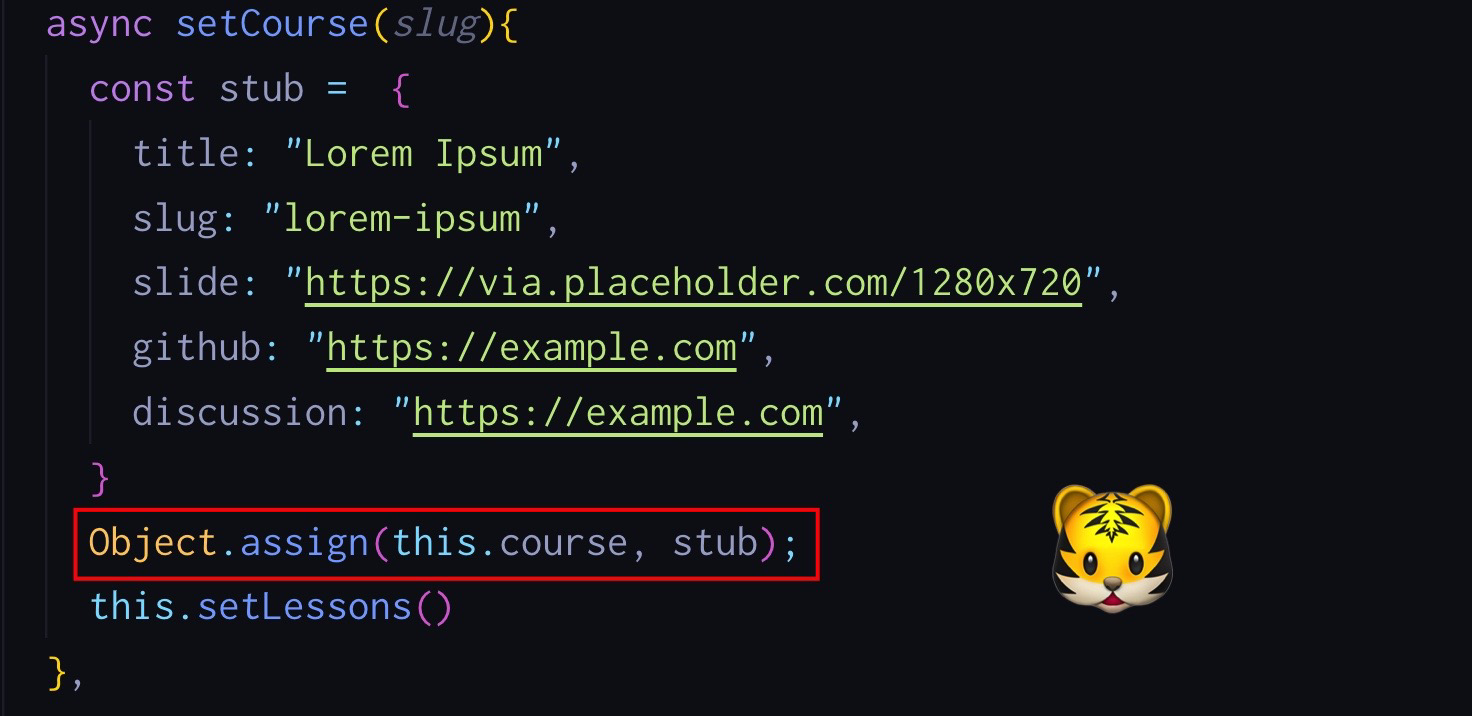 async setCourse(slug){
const stub =  {
title: "Lorem Ipsum",
slug: "lorem-ipsum",
slide: "https://via.placeholder.com/1280x720",
github: "https://example.com",
discussion: "https://example.com",
}
Object.assign(this.course, stub);
this.setLessons()
},